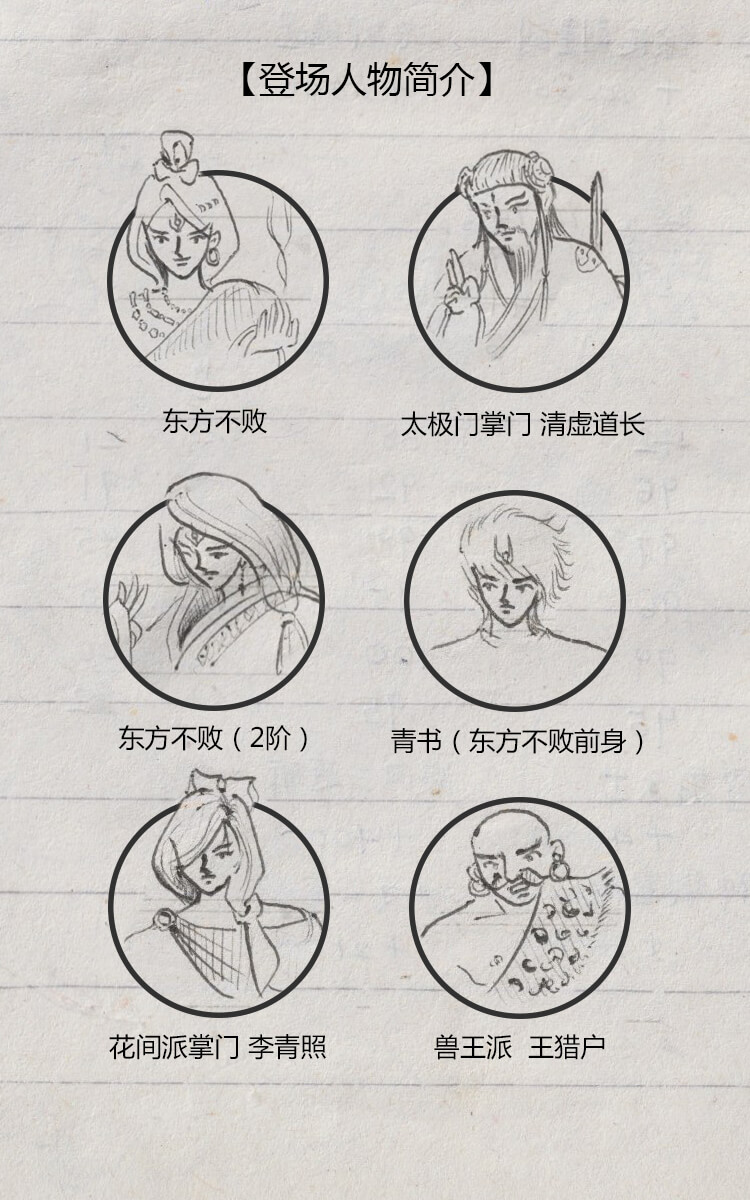 【登场人物简介】
东方不败
太极门掌门 清虚道长
东方不败（2阶）
青书（东方不败前身）
花间派掌门 李青照
兽王派 王猎户